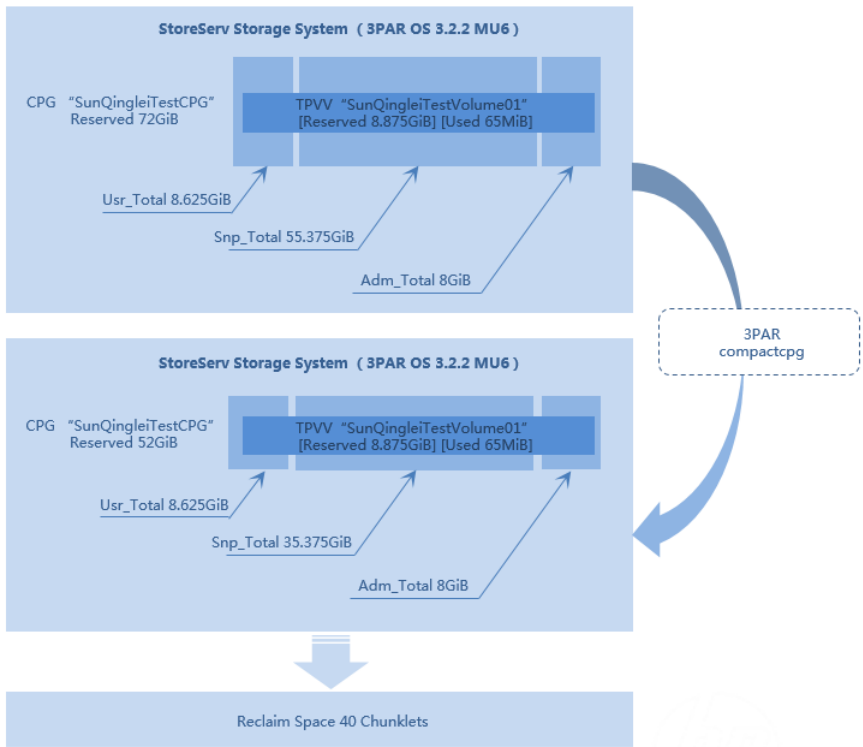 StoreServ Storage System （3PAR OS 3.2.2 MU6）
CPG “SunQingleiTestCPG”
Reserved 72GiB
TPVV “SunQingleiTestVolume01”
[Reserved 8.875GiB] [Used 65MiB]
Usr_Total 8.625GiB
Snp_Total 55.375GiB
Adm_Total 8GiB
3PAR
compactcpg
StoreServ Storage System （3PAR OS 3.2.2 MU6）
CPG “SunQingleiTestCPG”
Reserved 52GiB
TPVV “SunQingleiTestVolume01”
[Reserved 8.875GiB] [Used 65MiB]
Usr_Total 8.625GiB
Snp_Total 35.375GiB
Adm_Total 8GiB
Reclaim Space 40 Chunklets